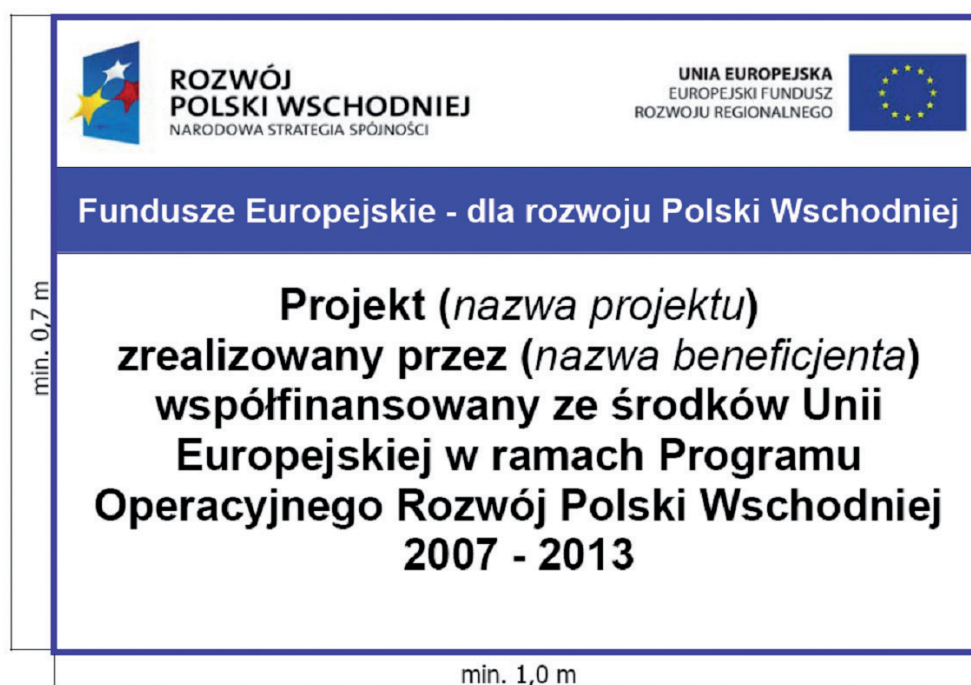 ROZWÓJ
POLSKI WSCHODNIEJ
NARODOWA STRATEGIA SPÓJNOŚCI
UNIA EUROPEJSKA
EUROPEJSKI FUNDUSZ
ROZWOJU REGIONALNEGO
Fundusze Europejskie - dla rozwoju Polski Wschodniej
min. 0,7 m
Projekt (nazwa projektu)
zrealizowany przez (nazwa beneficjenta)
współfinansowany ze środków Unii
Europejskiej w ramach Programu
Operacyjnego Rozwój Polski Wschodniej
2007 - 2013
min. 1,0 m